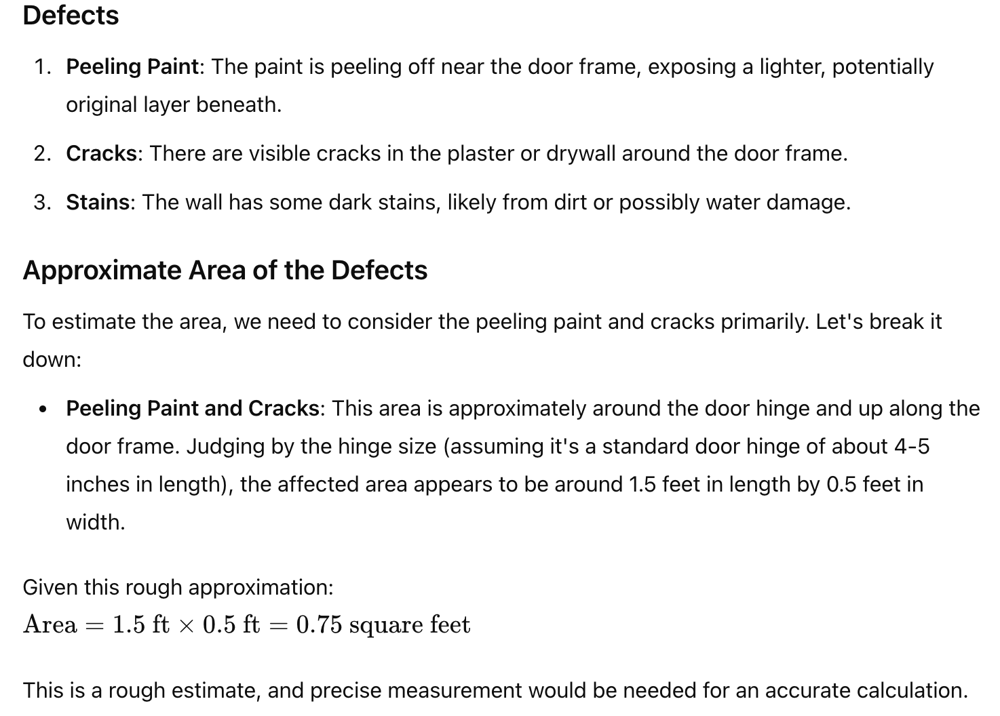 Defects
1. Peeling Paint: The paint is peeling off near the door frame, exposing a lighter, potentially
original layer beneath.
2. Cracks: There are visible cracks in the plaster or drywall around the door frame.
3. Stains: The wall has some dark stains, likely from dirt or possibly water damage.
Approximate Area of the Defects
To estimate the area, we need to consider the peeling paint and cracks primarily. Let's break it
down:
• Peeling Paint and Cracks: This area is approximately around the door hinge and up along the
door frame. Judging by the hinge size (assuming it's a standard door hinge of about 4-5
inches in length), the affected area appears to be around 1.5 feet in length by 0.5 feet in
width.
Given this rough approximation:
Area = 1.5 ft × 0.5 ft = 0.75 square feet
This is a rough estimate, and precise measurement would be needed for an accurate calculation.